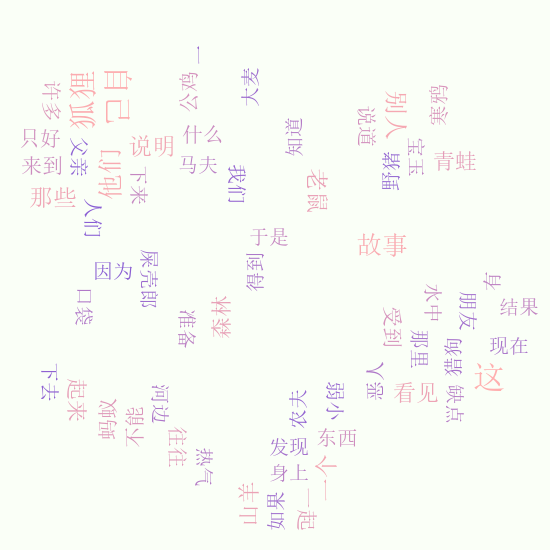 一
公鸡
大麦
许多
狐狸
自己
别人
寒鸦
说道
知道
什么
只好
父亲
他们
说明
来到
马夫
下来
我们
野猪
宝玉
青蛙
那些
老鼠
人们
于是
故事
得到
因为
屎壳郎
口袋
准备
森林
水中
朋友
身
结果
受到
那里
狐猸
现在
下去
起来
蚂蚁
不能
河边
往往
热气
农夫
弱小
恶人
看见
缺点
这
发现
东西
身上
一个
山羊
如果
一起